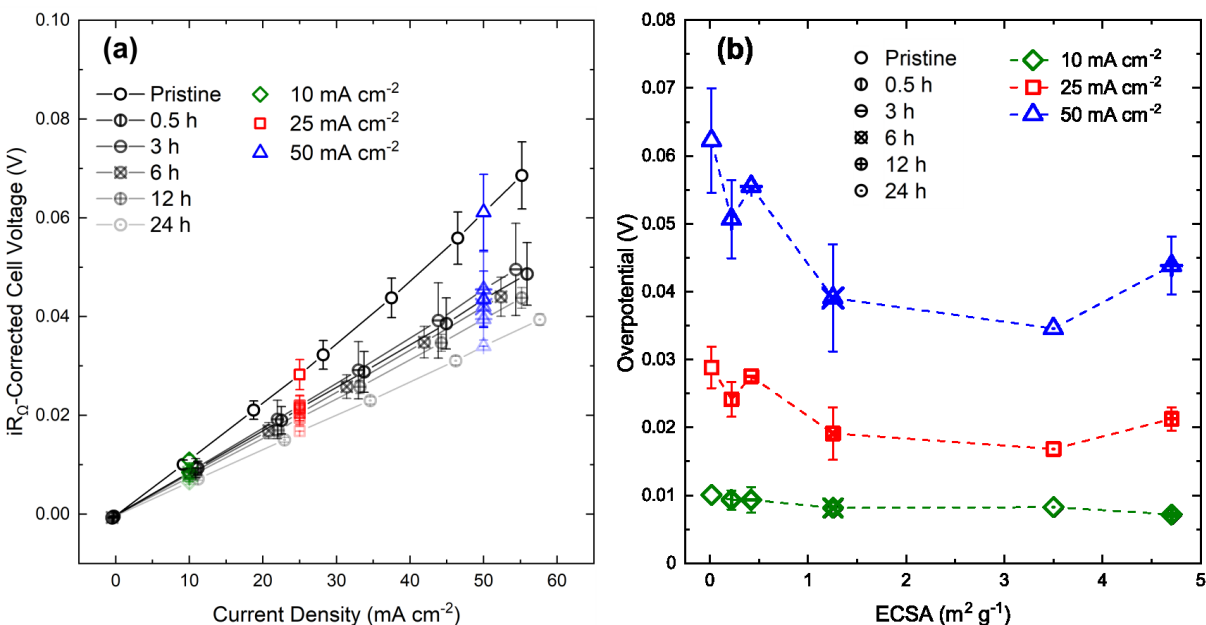 (a)
0.10
0.08
0.06
0.04
0.02
0.00
iR_Ω-Corrected Cell Voltage (V)
Pristine
0.5 h
3 h
6 h
12 h
24 h
10 mA cm⁻²
25 mA cm⁻²
50 mA cm⁻²
0 10 20 30 40 50 60
Current Density (mA cm⁻²)
(b)
0.08
0.07
0.06
0.05
0.04
0.03
0.02
0.01
0.00
Overpotential (V)
Pristine
0.5 h
3 h
6 h
12 h
24 h
10 mA cm⁻²
25 mA cm⁻²
50 mA cm⁻²
0 1 2 3 4 5
ECSA (m² g⁻¹)